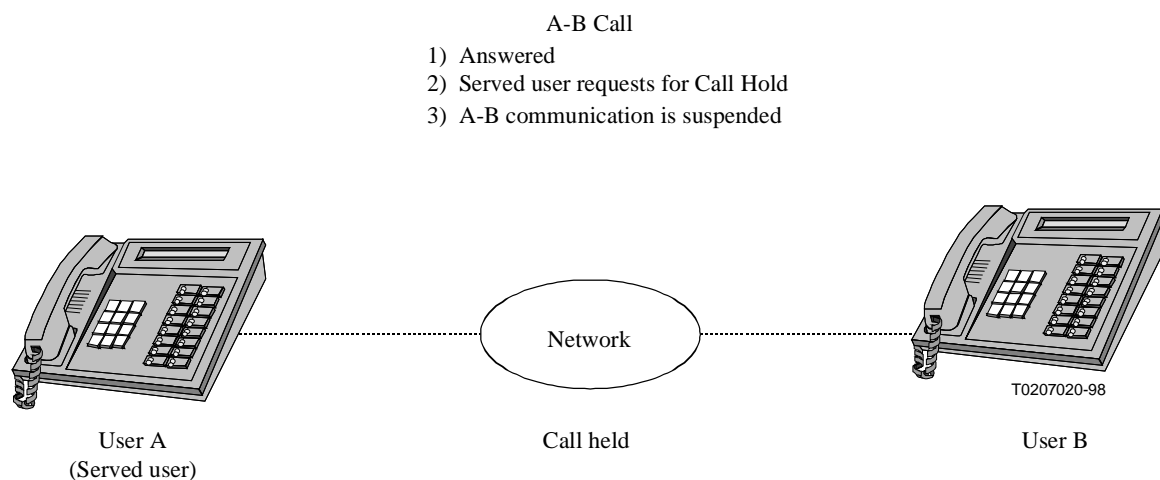 A-B Call
1) Answered
2) Served user requests for Call Hold
3) A-B communication is suspended
Network
T0207020-98
User A
(Served user)
Call held
User B